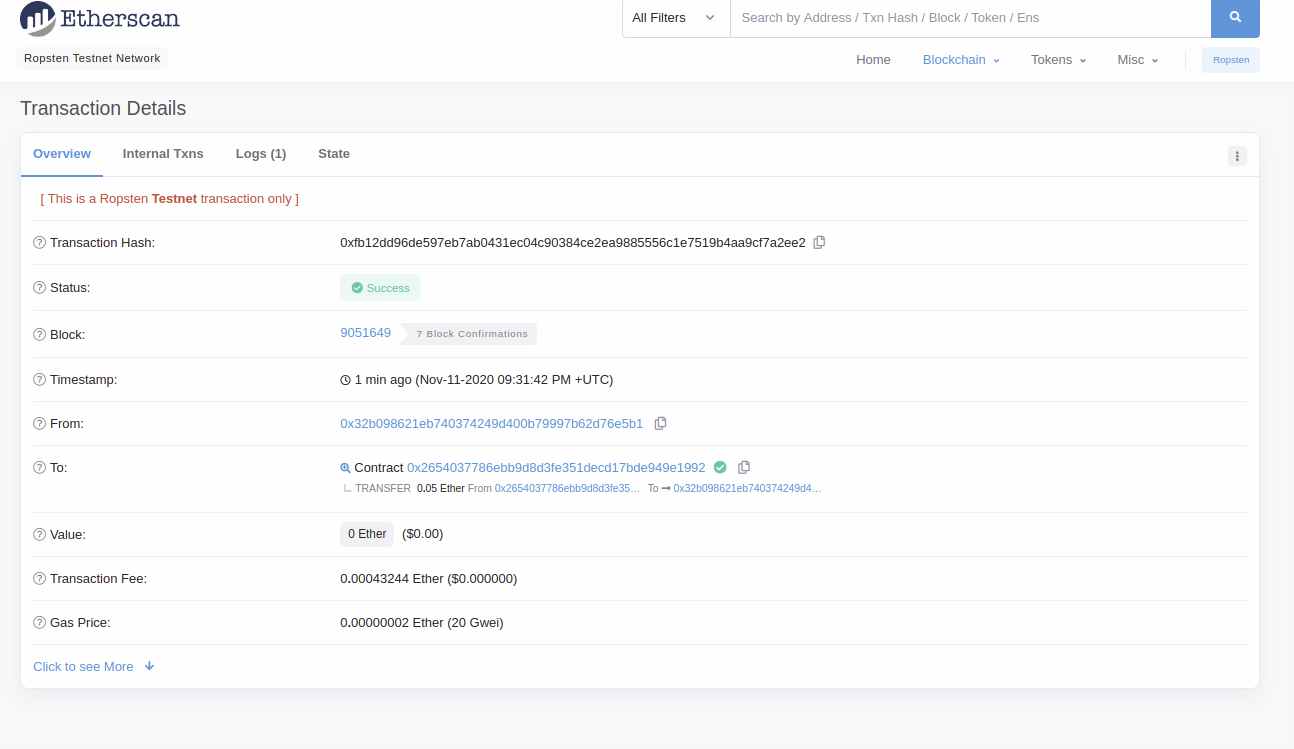 Etherscan
All Filters
Search by Address / Txn Hash / Block / Token / Ens
Ropsten Testnet Network
Home Blockchain Tokens Misc Ropsten
Transaction Details
Overview Internal Txns Logs (1) State
[ This is a Ropsten Testnet transaction only ]
Transaction Hash: 0xfb12dd96de597eb7ab0431ec04c90384ce2ea9885556c1e7519b4aa9cf7a2ee2
Status: Success
Block: 9051649 7 Block Confirmations
Timestamp: 1 min ago (Nov-11-2020 09:31:42 PM +UTC)
From: 0x32b098621eb740374249d400b79997b62d76e5b1
To: Contract 0x2654037786ebb9d8d3fe351decd17bde949e1992
TRANSFER 0.05 Ether From 0x2654037786ebb9d8d3fe35... To → 0x32b098621eb740374249d4...
Value: 0 Ether ($0.00)
Transaction Fee: 0.00043244 Ether ($0.000000)
Gas Price: 0.00000002 Ether (20 Gwei)
Click to see More